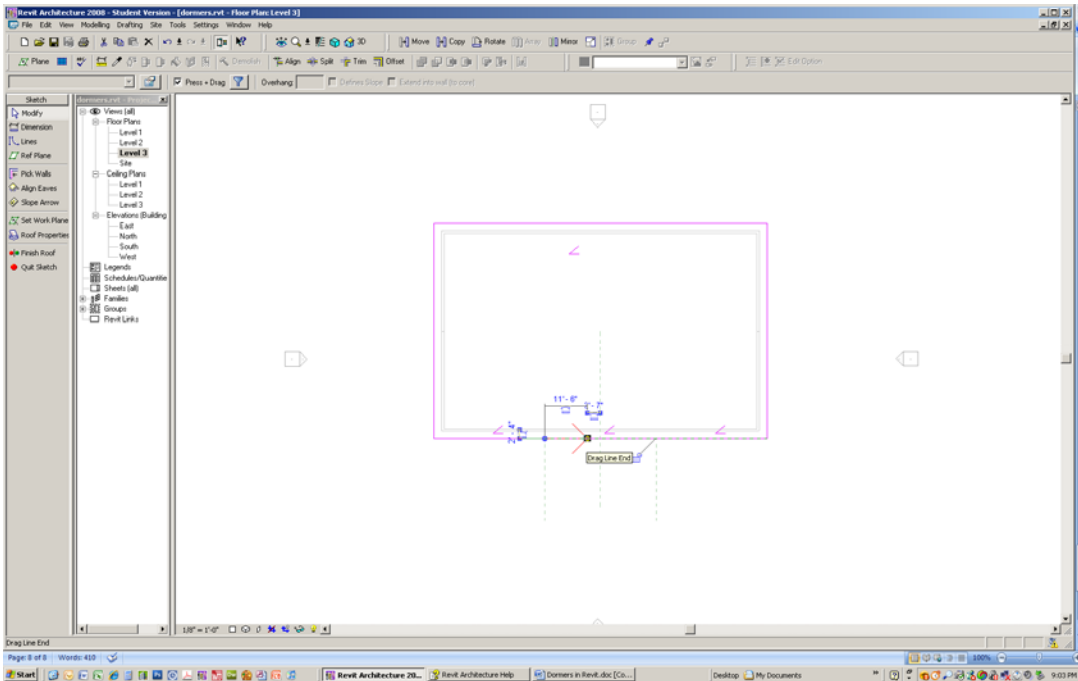 Revit Architecture 2008 - Student Version - [dormers.rvt - Floor Plan: Level 3]
File Edit View Modelling Drafting Site Tools Settings Window Help
3D Move Copy Rotate Array Mirror Group
Plane Demolish Align Split Trim Offset Edit Option
Press + Drag Overhang: Defines Slope Extend into wall (to core)
Sketch
Modify
Dimension
Lines
Ref Plane
Pick Walls
Align Eaves
Slope Arrow
Set Work Plane
Roof Properties
Finish Roof
Quit Sketch
dormers.rvt - Project
Views (all)
Floor Plans
Level 1
Level 2
Level 3
Site
Ceiling Plans
Level 1
Level 2
Level 3
Elevations (Building
East
North
South
West
Legends
Schedules/Quantitie
Sheets (all)
Families
Groups
Revit Links
11' - 6"
2' - 4"
Drag Line End
1/8" = 1'-0"
Drag Line End
Page: 8 of 8 Words: 410 100%
Start Revit Architecture 20... Revit Architecture Help Dormers in Revit.doc [Co... Desktop My Documents 9:03 PM